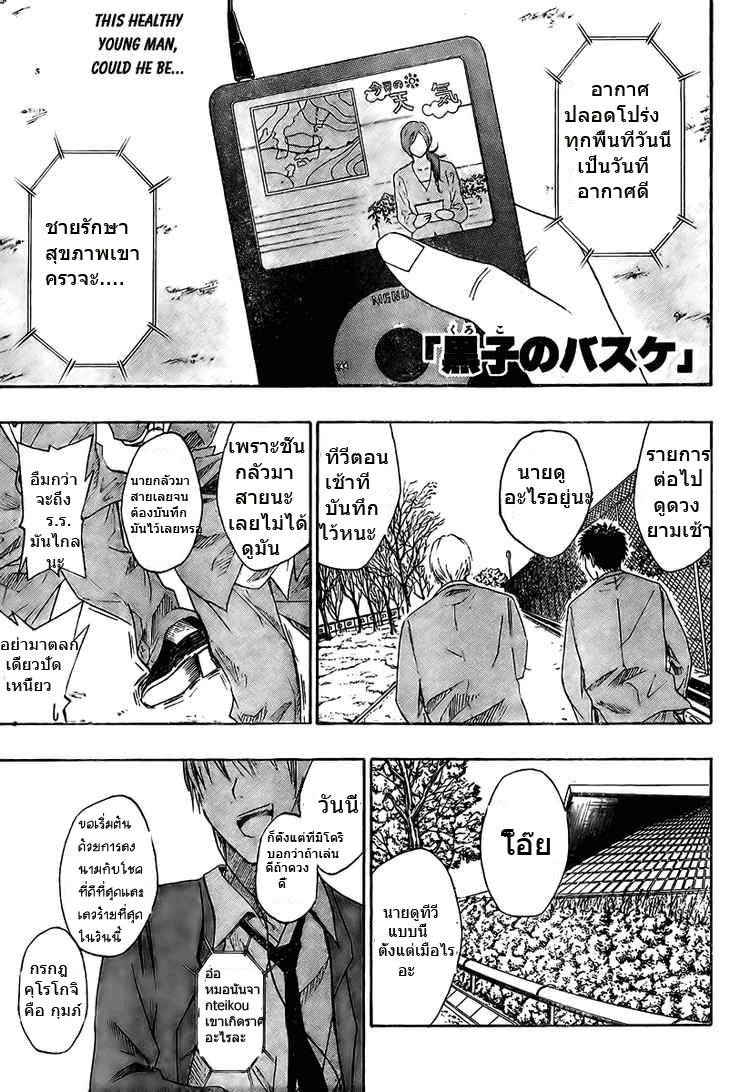 อากาศ
ปลอดโปร่ง
ทุกพื้นที่วันนี้
เป็นวันที่
อากาศดี
THIS HEALTHY
YOUNG MAN,
COULD HE BE...
今日の
天気
MENU
ชายรักษา
สุขภาพเขา
ควรจะ....
くろこ
「黒子のバスケ」
รายการ
ต่อไป
ดูดวง
ยามเช้า
นายดู
อะไรอยู่นะ
ทีวีตอน
เช้าที่
บันทึก
ไว้หนะ
เพราะชั้น
กลัวมา
สายนะ
เลยไม่ได้
ดูมัน
นายกลัวมา
สายเลยจน
ต้องบันทึก
มันไว้เลยหรอ
อืมกว่า
จะถึง
ร.ร.
มันไกล
นะ
อย่ามาตลก
เดี๋ยวปั๊ด
เหนี่ยว
โอ๊ย
นายดูทีวี
แบบนี้
ตั้งแต่เมื่อไร
อะ
วันนี้
ก็ตั้งแต่ที่มิโดริ
บอกว่าถ้าเล่น
ดีถ้าดวง
ดี
อ๋อ
หมอนั่นจา
กteikou
เขาเกิดราศี
อะไรละ
ขอเริ่มต้น
ด้วยการดง
นามกับโชค
ที่ดีที่สุดและ
เลวร้ายที่สุด
ในวันนี้
กรกฎ
คุโรโกจิ
คือ กุมภ์